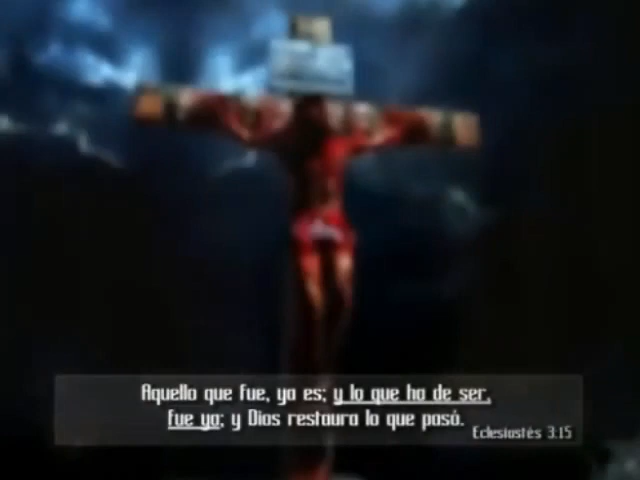 Aquello que fue, ya es; y lo que ha de ser,
fue ya; y Dios restaura lo que pasó.
Eclesiastés 3:15